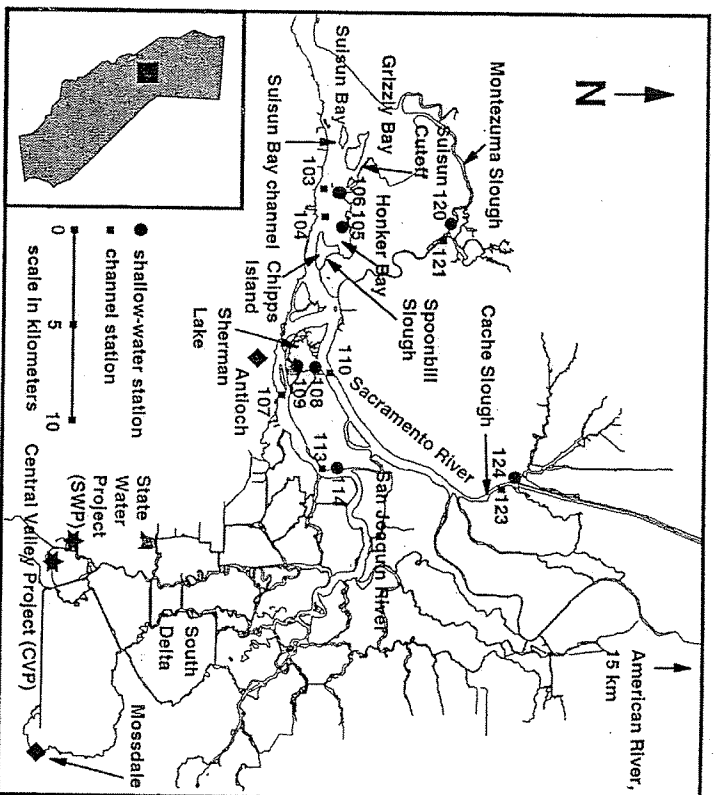 N
Montezuma Slough
Grizzly Bay
Suisun Bay
Suisun
Cutoff
120
121
Honker Bay
Suisun Bay channel
103
104
106
105
Chipps
Island
Spoonbill
Slough
Sherman
Lake
Antioch
107
108
109
110
Sacramento River
Cache Slough
124
123
113
114
San Joaquin River
American River,
15 km
State
Water
Project
(SWP)
Central Valley Project (CVP)
South
Delta
Mossdale
shallow-water station
channel station
0 5 10
scale in kilometers